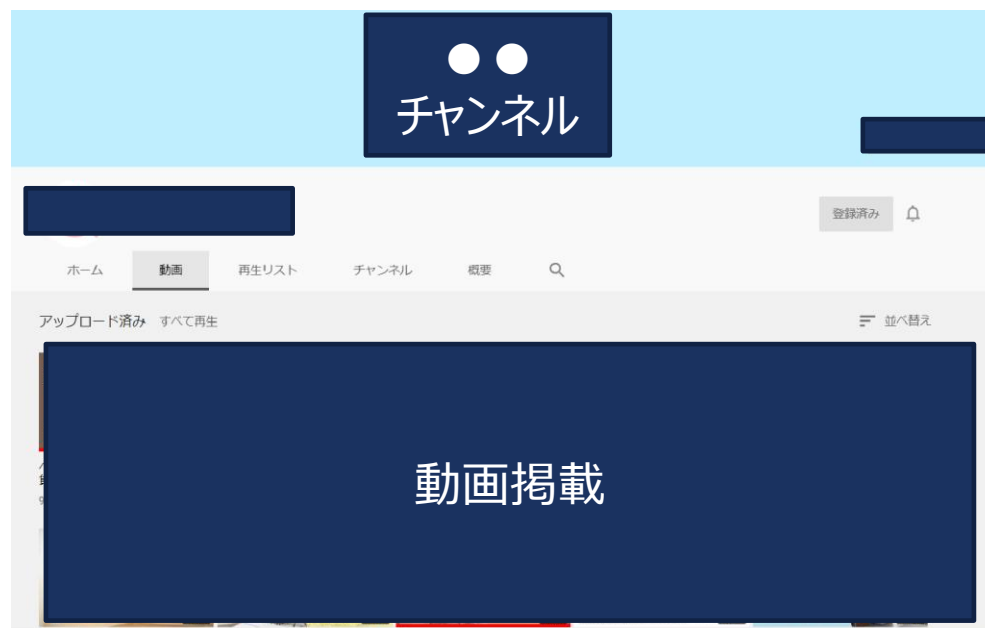 ●●
チャンネル
登録済み
ホーム 動画 再生リスト チャンネル 概要
アップロード済み すべて再生 並べ替え
動画掲載